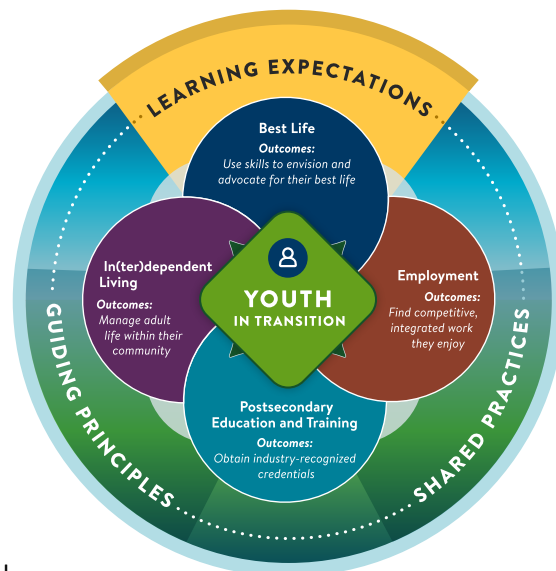 LEARNING EXPECTATIONS
Best Life
Outcomes:
Use skills to envision and
advocate for their best life
In(ter)dependent
Living
Outcomes:
Manage adult
life within their
community
YOUTH
IN TRANSITION
Employment
Outcomes:
Find competitive,
integrated work
they enjoy
Postsecondary
Education and Training
Outcomes:
Obtain industry-recognized
credentials
GUIDING PRINCIPLES
SHARED PRACTICES